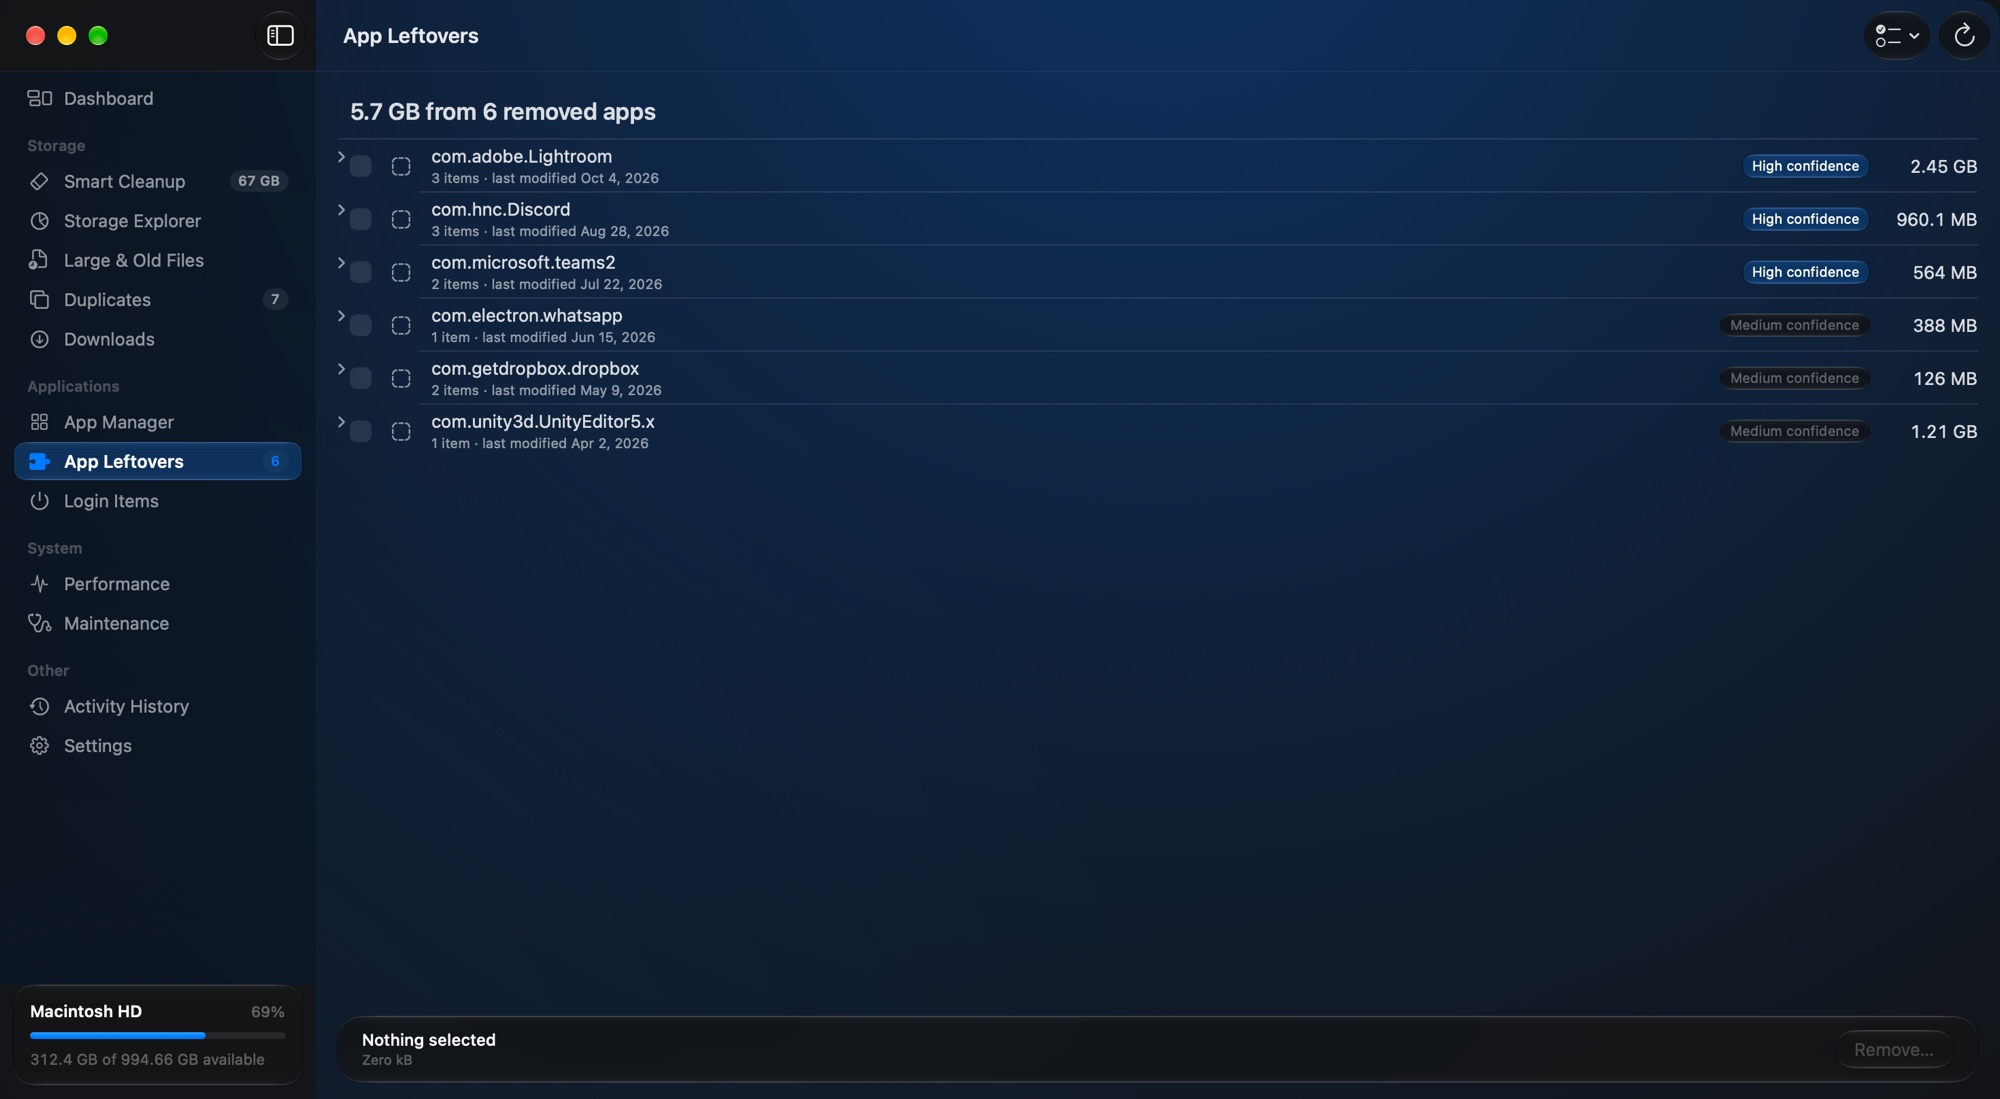 App Leftovers
Dashboard
Storage
Smart Cleanup 67 GB
Storage Explorer
Large & Old Files
Duplicates 7
Downloads
Applications
App Manager
App Leftovers 6
Login Items
System
Performance
Maintenance
Other
Activity History
Settings
Macintosh HD 69%
312.4 GB of 994.66 GB available
5.7 GB from 6 removed apps
com.adobe.Lightroom
3 items · last modified Oct 4, 2026
High confidence 2.45 GB
com.hnc.Discord
3 items · last modified Aug 28, 2026
High confidence 960.1 MB
com.microsoft.teams2
2 items · last modified Jul 22, 2026
High confidence 564 MB
com.electron.whatsapp
1 item · last modified Jun 15, 2026
Medium confidence 388 MB
com.getdropbox.dropbox
2 items · last modified May 9, 2026
Medium confidence 126 MB
com.unity3d.UnityEditor5.x
1 item · last modified Apr 2, 2026
Medium confidence 1.21 GB
Nothing selected
Zero kB
Remove...